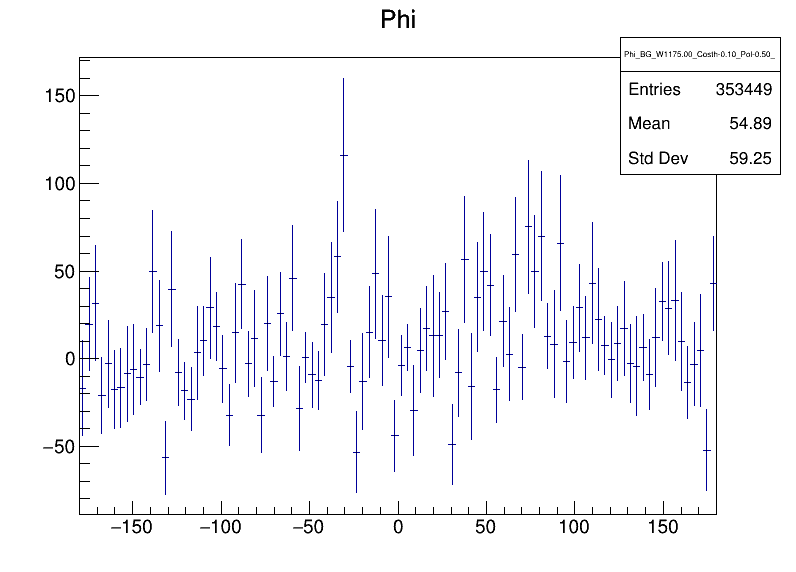 Phi
Phi_BG_W1175.00_Costh-0.10_Pol-0.50_
Entries 353449
Mean 54.89
Std Dev 59.25
150
100
50
0
−50
−150 −100 −50 0 50 100 150